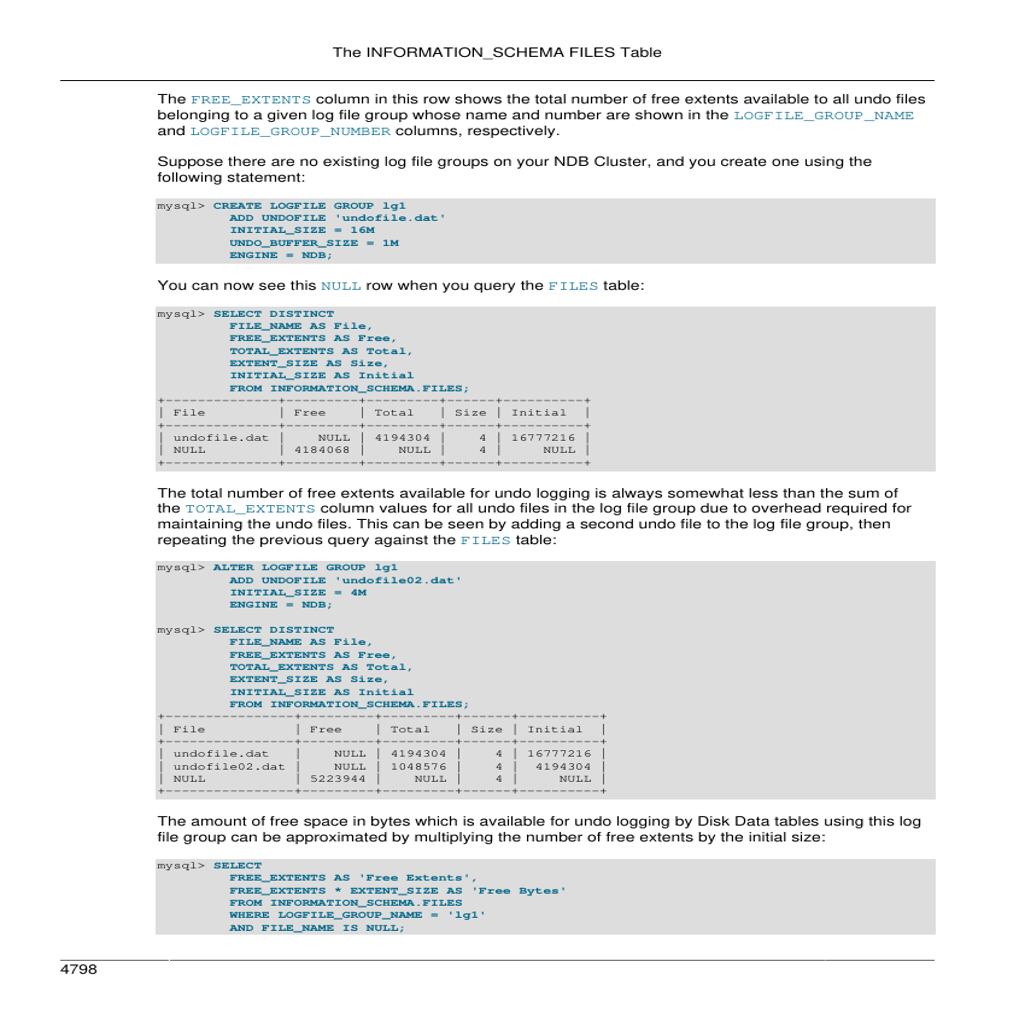 The INFORMATION_SCHEMA FILES Table
The FREE_EXTENTS column in this row shows the total number of free extents available to all undo files
belonging to a given log file group whose name and number are shown in the LOGFILE_GROUP_NAME
and LOGFILE_GROUP_NUMBER columns, respectively.
Suppose there are no existing log file groups on your NDB Cluster, and you create one using the
following statement:
mysql> CREATE LOGFILE GROUP lg1
         ADD UNDOFILE 'undofile.dat'
         INITIAL_SIZE = 16M
         UNDO_BUFFER_SIZE = 1M
         ENGINE = NDB;
You can now see this NULL row when you query the FILES table:
mysql> SELECT DISTINCT
         FILE_NAME AS File,
         FREE_EXTENTS AS Free,
         TOTAL_EXTENTS AS Total,
         EXTENT_SIZE AS Size,
         INITIAL_SIZE AS Initial
         FROM INFORMATION_SCHEMA.FILES;
+--------------+---------+---------+------+----------+
| File         | Free    | Total   | Size | Initial  |
+--------------+---------+---------+------+----------+
| undofile.dat |    NULL | 4194304 |    4 | 16777216 |
| NULL         | 4184068 |    NULL |    4 |     NULL |
+--------------+---------+---------+------+----------+
The total number of free extents available for undo logging is always somewhat less than the sum of
the TOTAL_EXTENTS column values for all undo files in the log file group due to overhead required for
maintaining the undo files. This can be seen by adding a second undo file to the log file group, then
repeating the previous query against the FILES table:
mysql> ALTER LOGFILE GROUP lg1
         ADD UNDOFILE 'undofile02.dat'
         INITIAL_SIZE = 4M
         ENGINE = NDB;
mysql> SELECT DISTINCT
         FILE_NAME AS File,
         FREE_EXTENTS AS Free,
         TOTAL_EXTENTS AS Total,
         EXTENT_SIZE AS Size,
         INITIAL_SIZE AS Initial
         FROM INFORMATION_SCHEMA.FILES;
+----------------+---------+---------+------+----------+
| File           | Free    | Total   | Size | Initial  |
+----------------+---------+---------+------+----------+
| undofile.dat   |    NULL | 4194304 |    4 | 16777216 |
| undofile02.dat |    NULL | 1048576 |    4 |  4194304 |
| NULL           | 5223944 |    NULL |    4 |     NULL |
+----------------+---------+---------+------+----------+
The amount of free space in bytes which is available for undo logging by Disk Data tables using this log
file group can be approximated by multiplying the number of free extents by the initial size:
mysql> SELECT
         FREE_EXTENTS AS 'Free Extents',
         FREE_EXTENTS * EXTENT_SIZE AS 'Free Bytes'
         FROM INFORMATION_SCHEMA.FILES
         WHERE LOGFILE_GROUP_NAME = 'lg1'
         AND FILE_NAME IS NULL;
4798